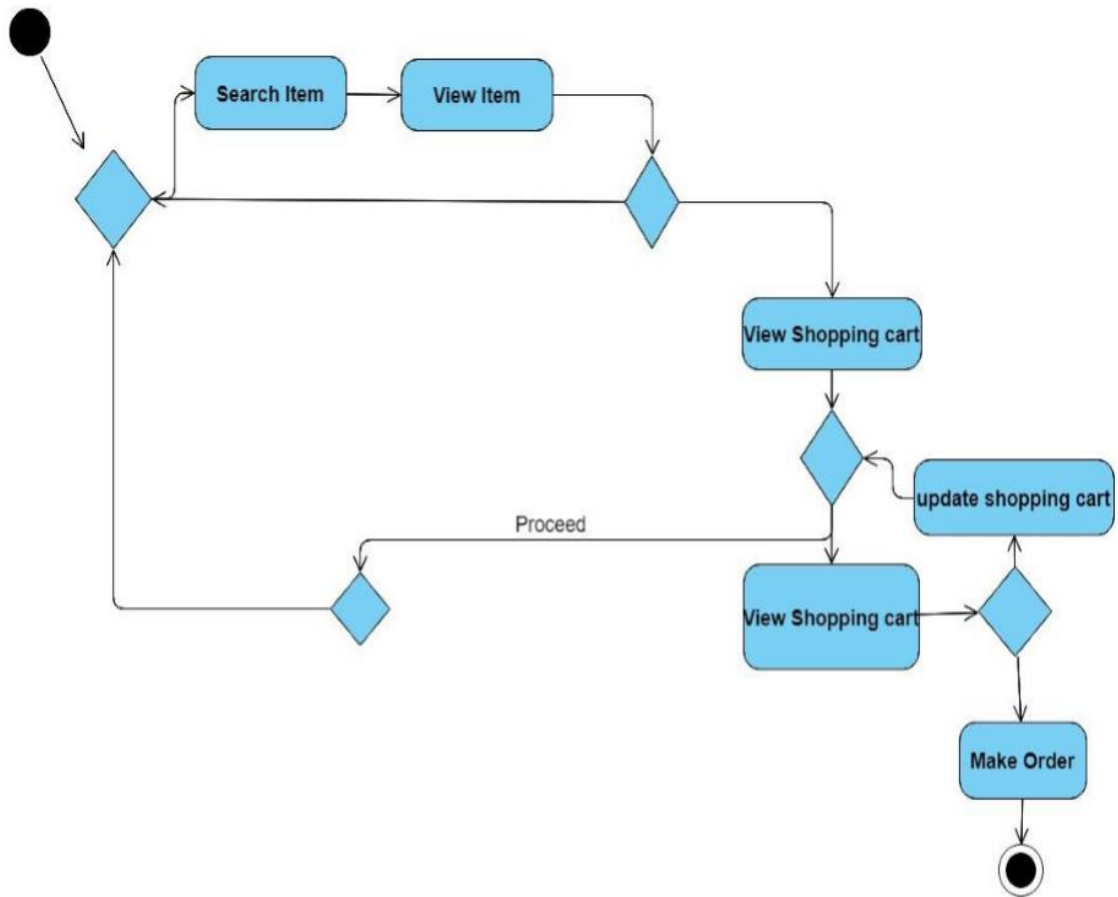 Search Item
View Item
View Shopping cart
update shopping cart
Proceed
View Shopping cart
Make Order